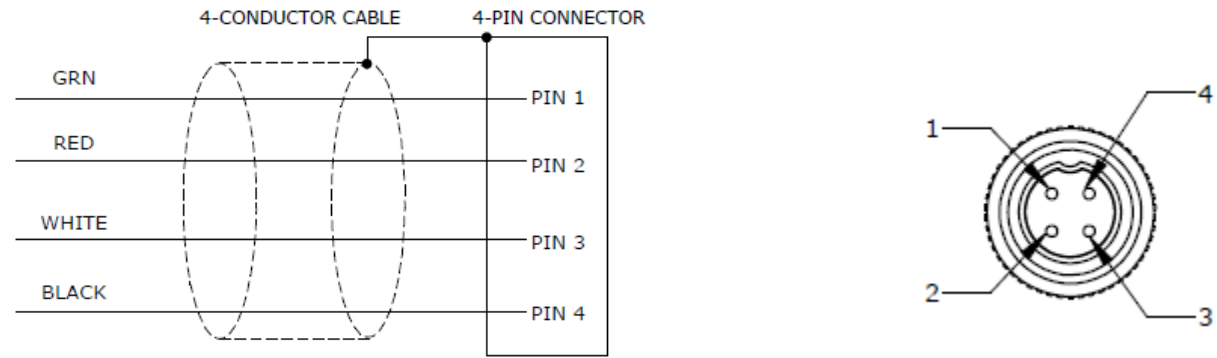 4-CONDUCTOR CABLE 4-PIN CONNECTOR
GRN
PIN 1
RED
PIN 2
WHITE
PIN 3
BLACK
PIN 4
1
4
2
3